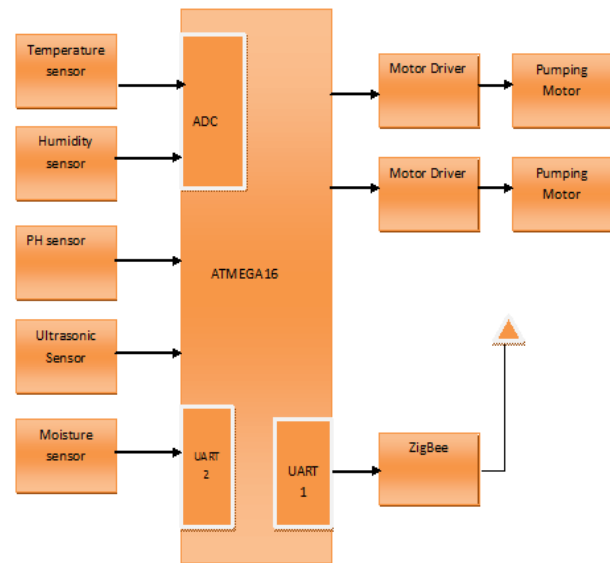 Temperature
sensor
Humidity
sensor
PH sensor
Ultrasonic
Sensor
Moisture
sensor
ADC
ATMEGA16
UART
2
UART
1
Motor Driver
Pumping
Motor
Motor Driver
Pumping
Motor
ZigBee